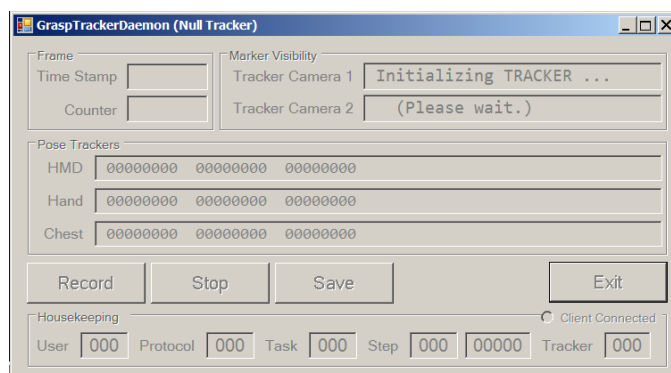 GraspTrackerDaemon (Null Tracker)
Frame
Time Stamp
Counter
Marker Visibility
Tracker Camera 1 Initializing TRACKER ...
Tracker Camera 2 (Please wait.)
Pose Trackers
HMD 00000000 00000000 00000000
Hand 00000000 00000000 00000000
Chest 00000000 00000000 00000000
Record Stop Save Exit
Housekeeping Client Connected
User 000 Protocol 000 Task 000 Step 000 00000 Tracker 000